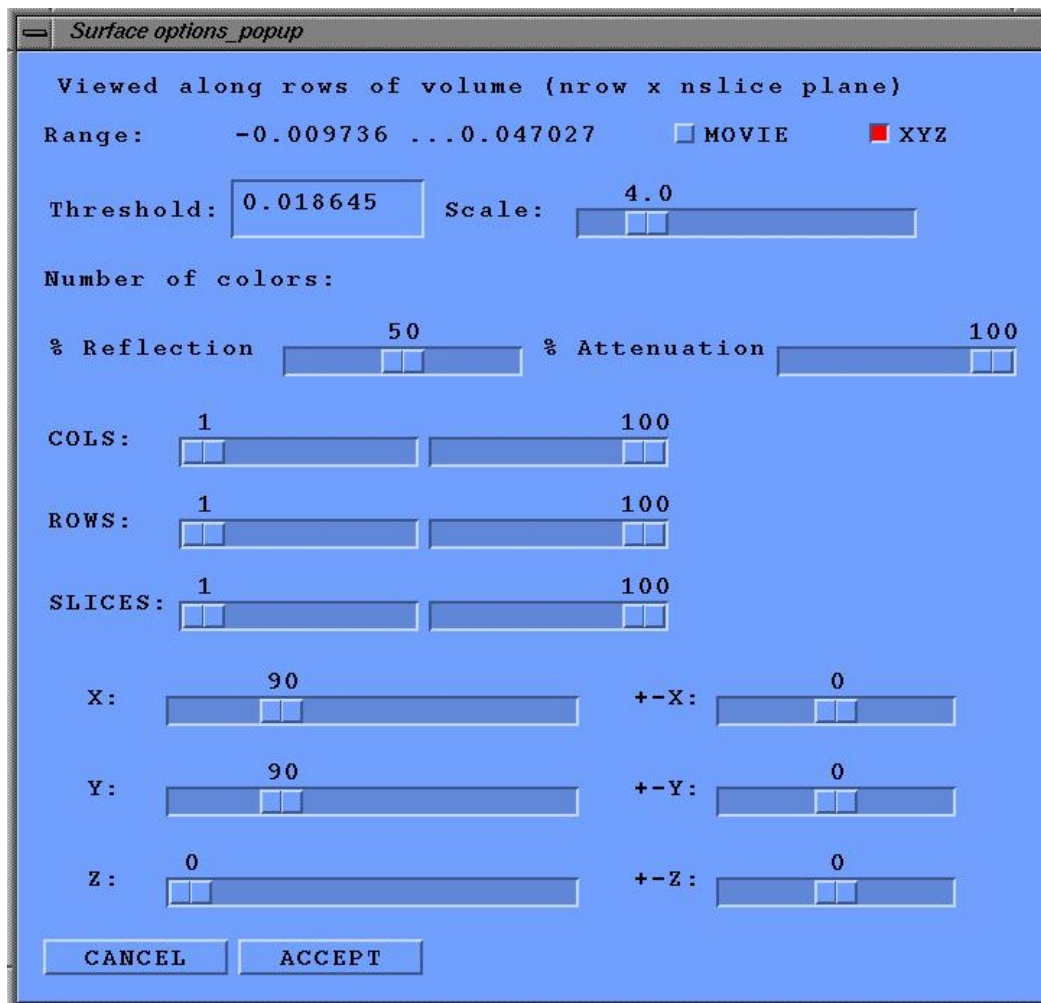 Surface options_popup
Viewed along rows of volume (nrow x nslice plane)
Range: -0.009736 ...0.047027 MOVIE XYZ
4.0
Threshold: 0.018645 Scale:
Number of colors:
50 100
% Reflection % Attenuation
1 100
COLS:
1 100
ROWS:
1 100
SLICES:
90 0
X: +-X:
90 0
Y: +-Y:
0 0
Z: +-Z:
CANCEL ACCEPT